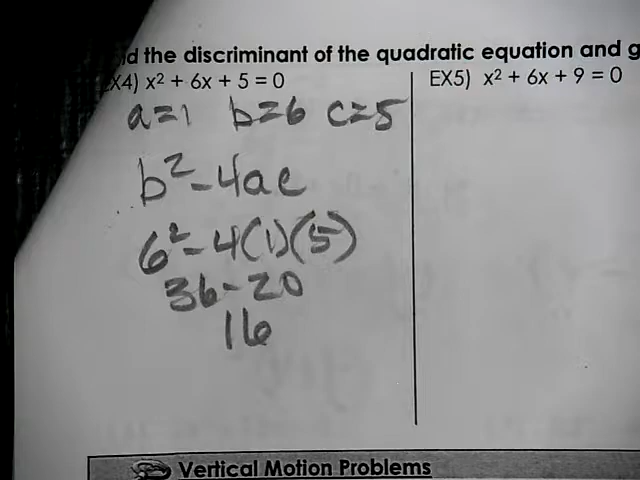 d the discriminant of the quadratic equation and g
X4) x² + 6x + 5 = 0
a=1 b=6 c=5
b²-4ac
6²-4(1)(5)
36-20
16
EX5) x² + 6x + 9 = 0
Vertical Motion Problems